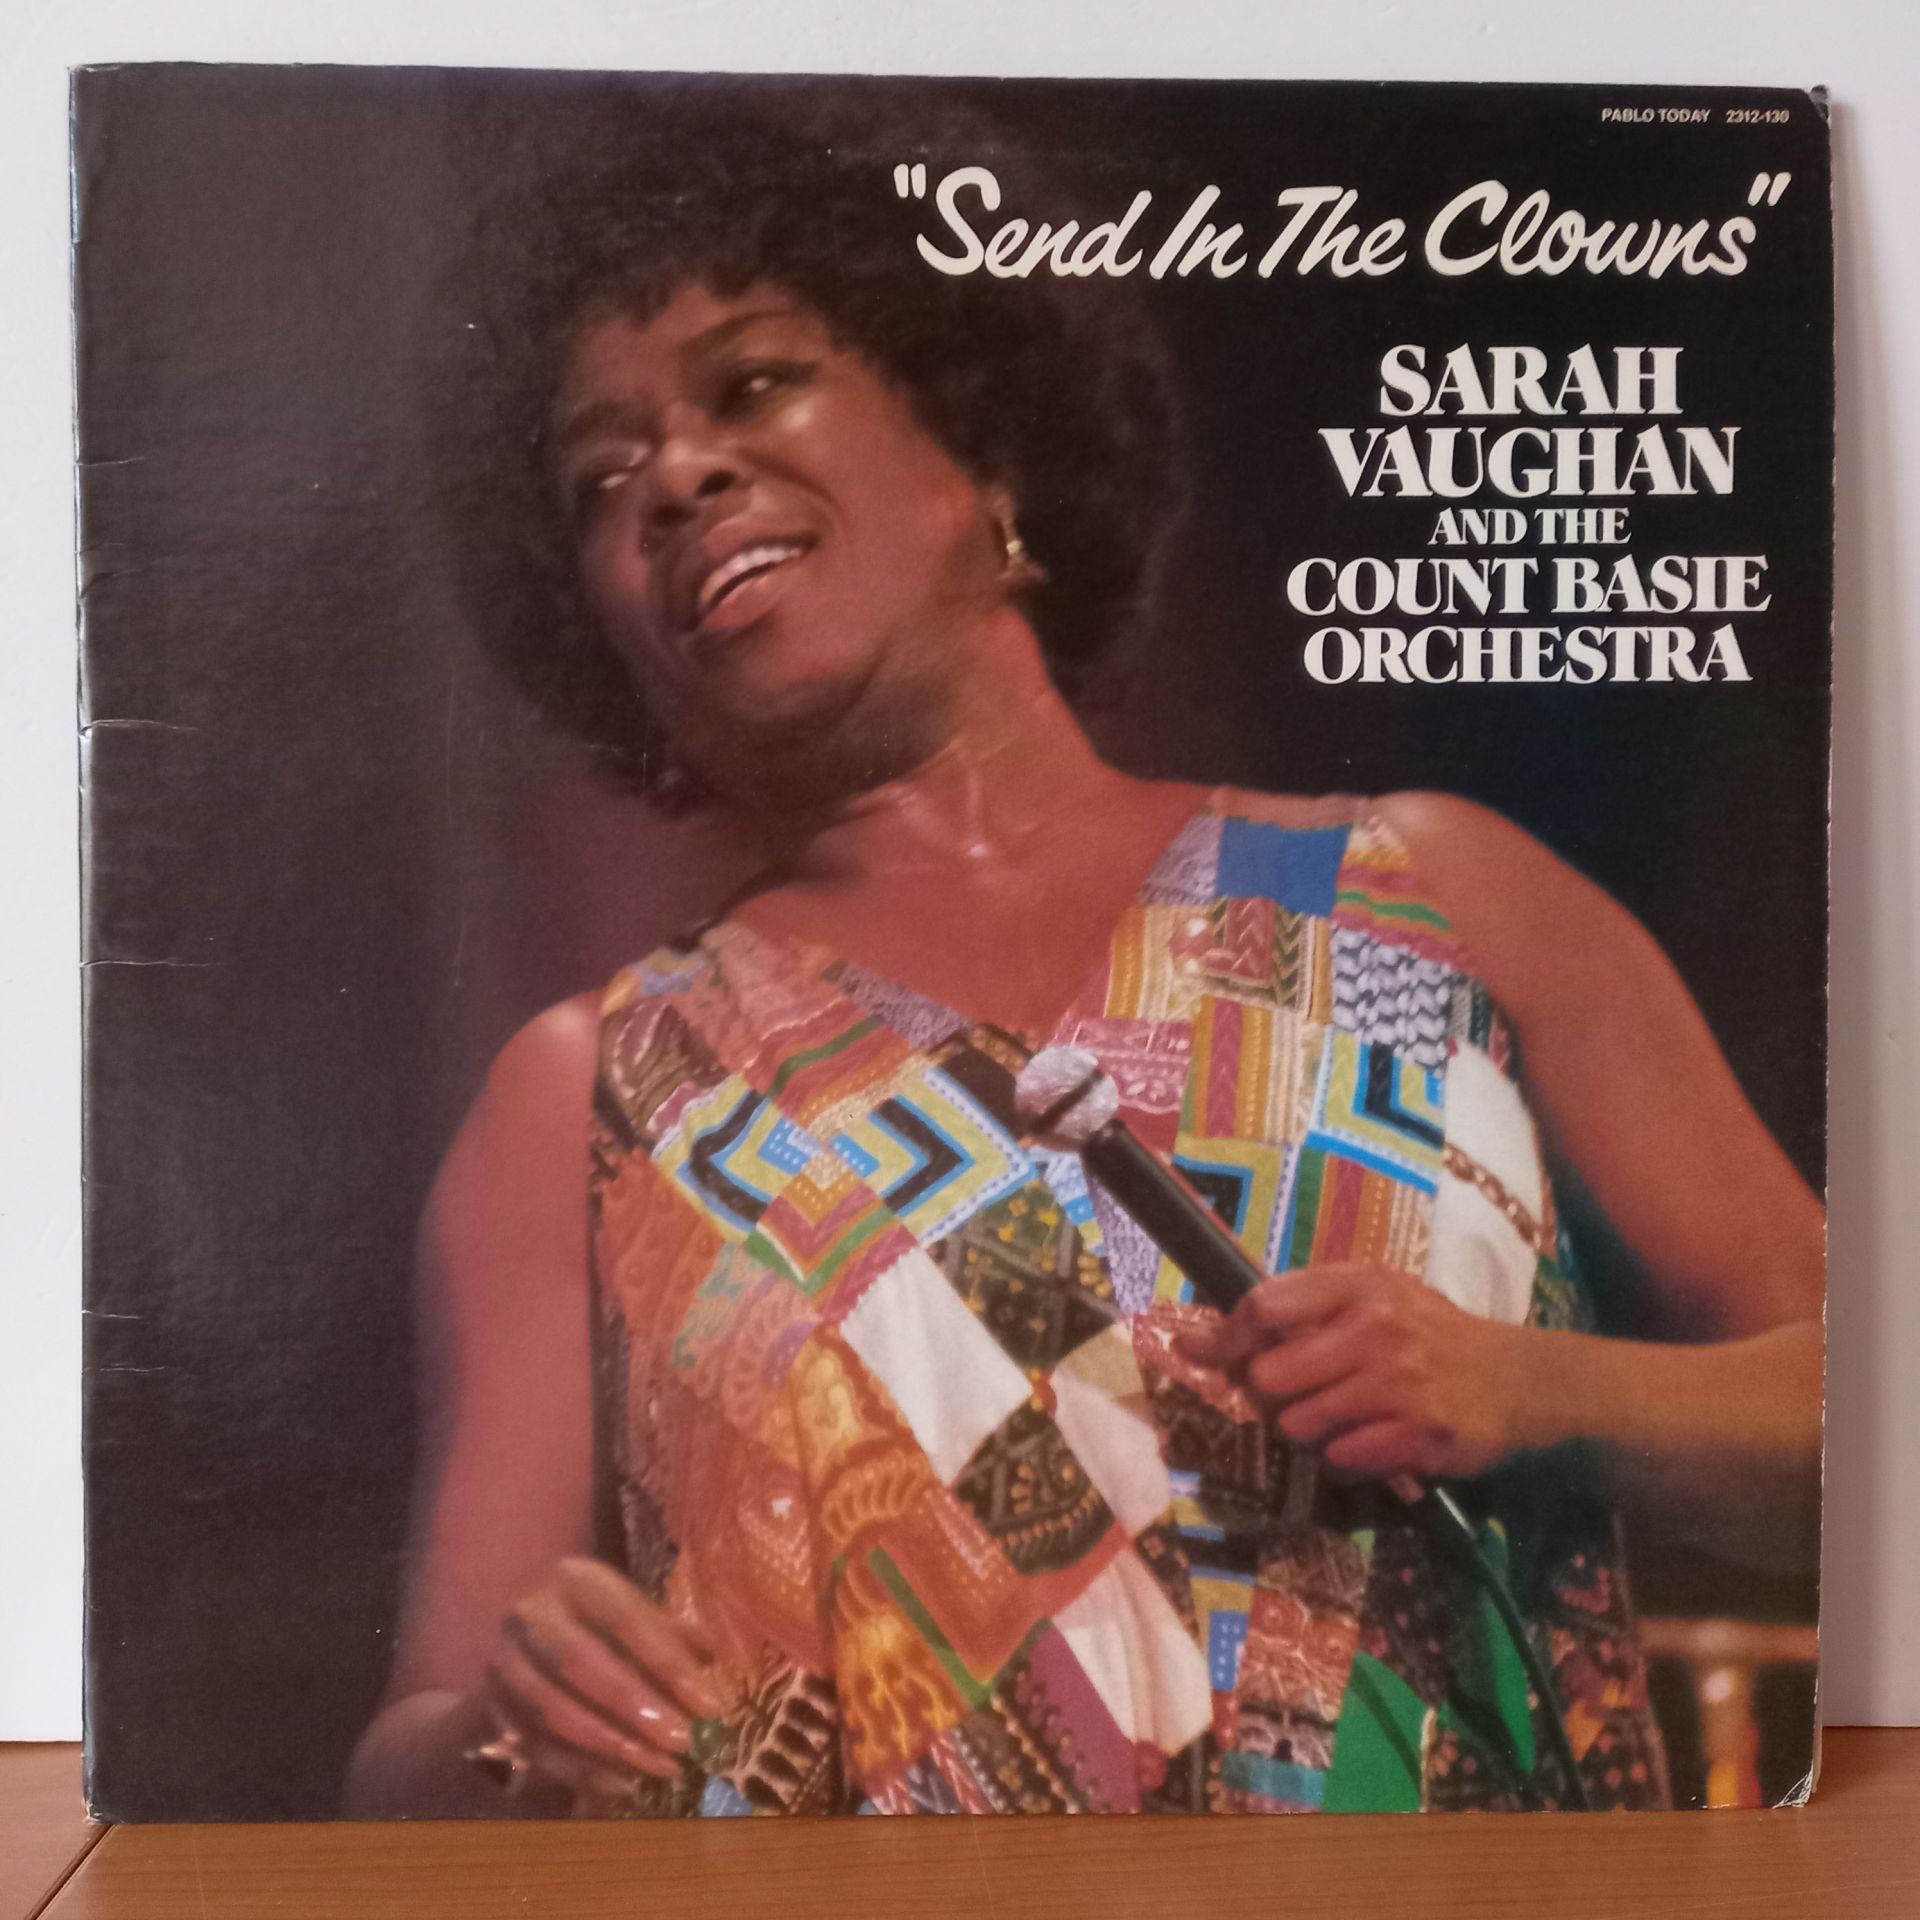 PABLO TODAY 2312-130
"Send In The Clowns"
SARAH
VAUGHAN
AND THE
COUNT BASIE
ORCHESTRA